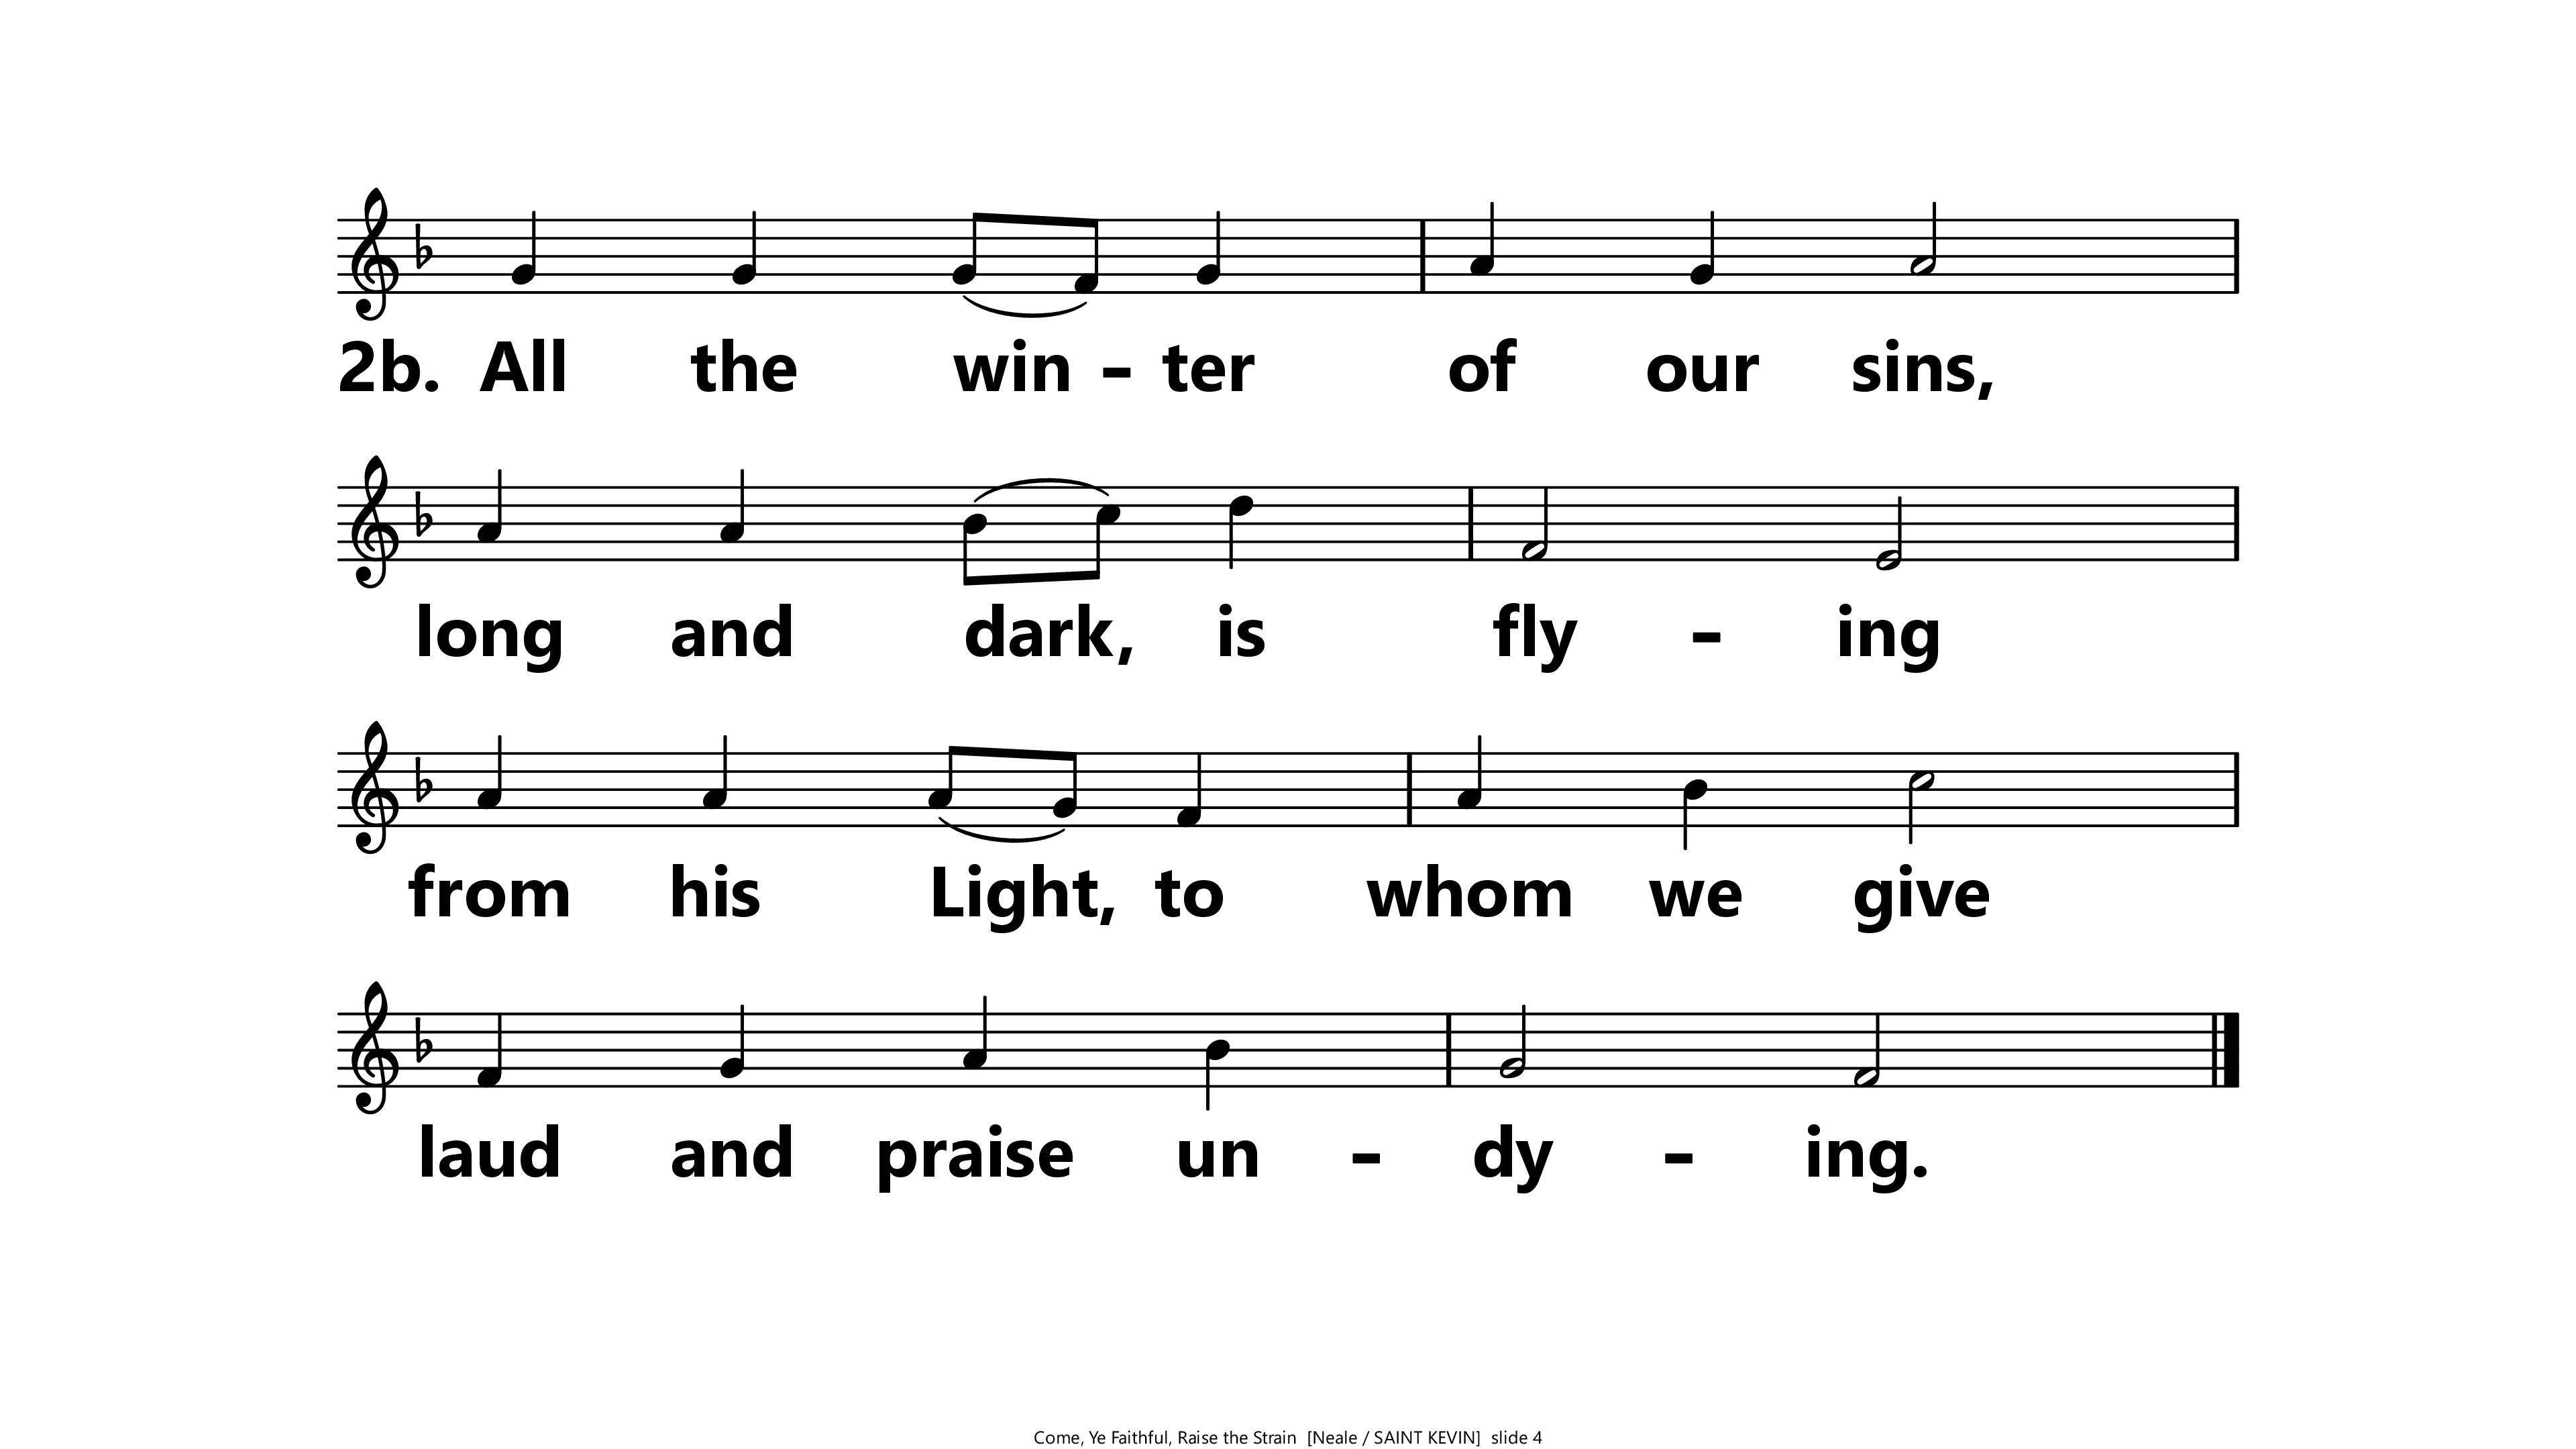 2b. All the win – ter of our sins,
long and dark, is fly – ing
from his Light, to whom we give
laud and praise un – dy – ing.
Come, Ye Faithful, Raise the Strain [Neale / SAINT KEVIN] slide 4